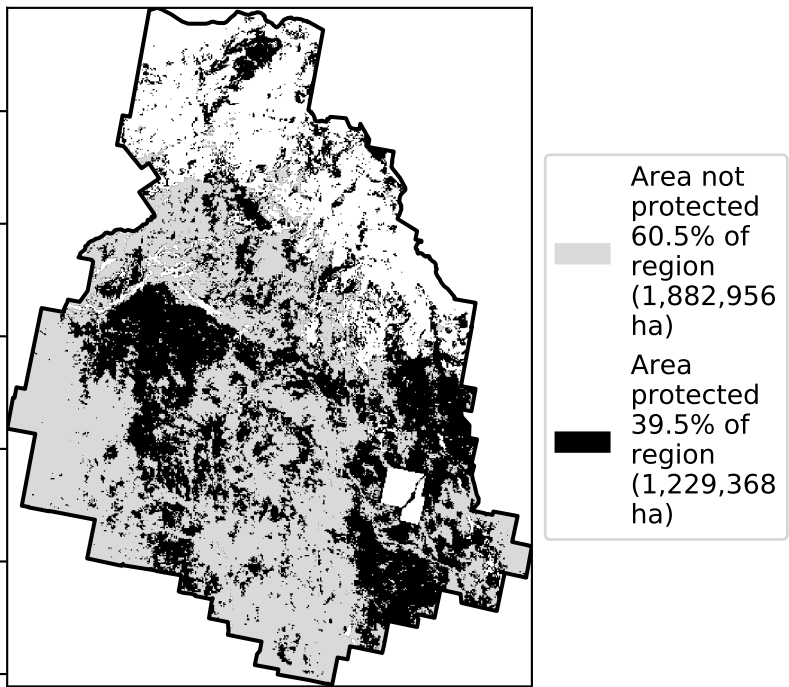 Area not
protected
60.5% of
region
(1,882,956
ha)
Area
protected
39.5% of
region
(1,229,368
ha)